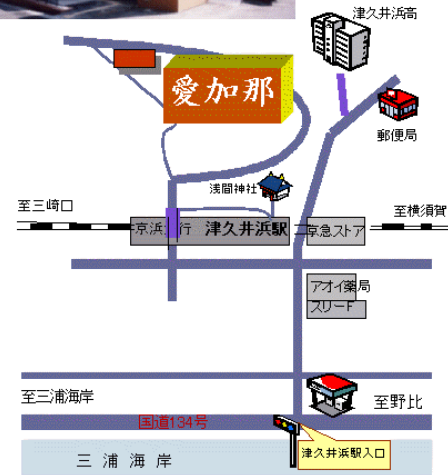 津久井浜高
愛加那
郵便局
浅間神社
至三崎口
至横須賀
京浜急行
津久井浜駅
京急ストア
アオイ薬局
スリーF
至三浦海岸
至野比
国道134号
津久井浜駅入口
三浦海岸